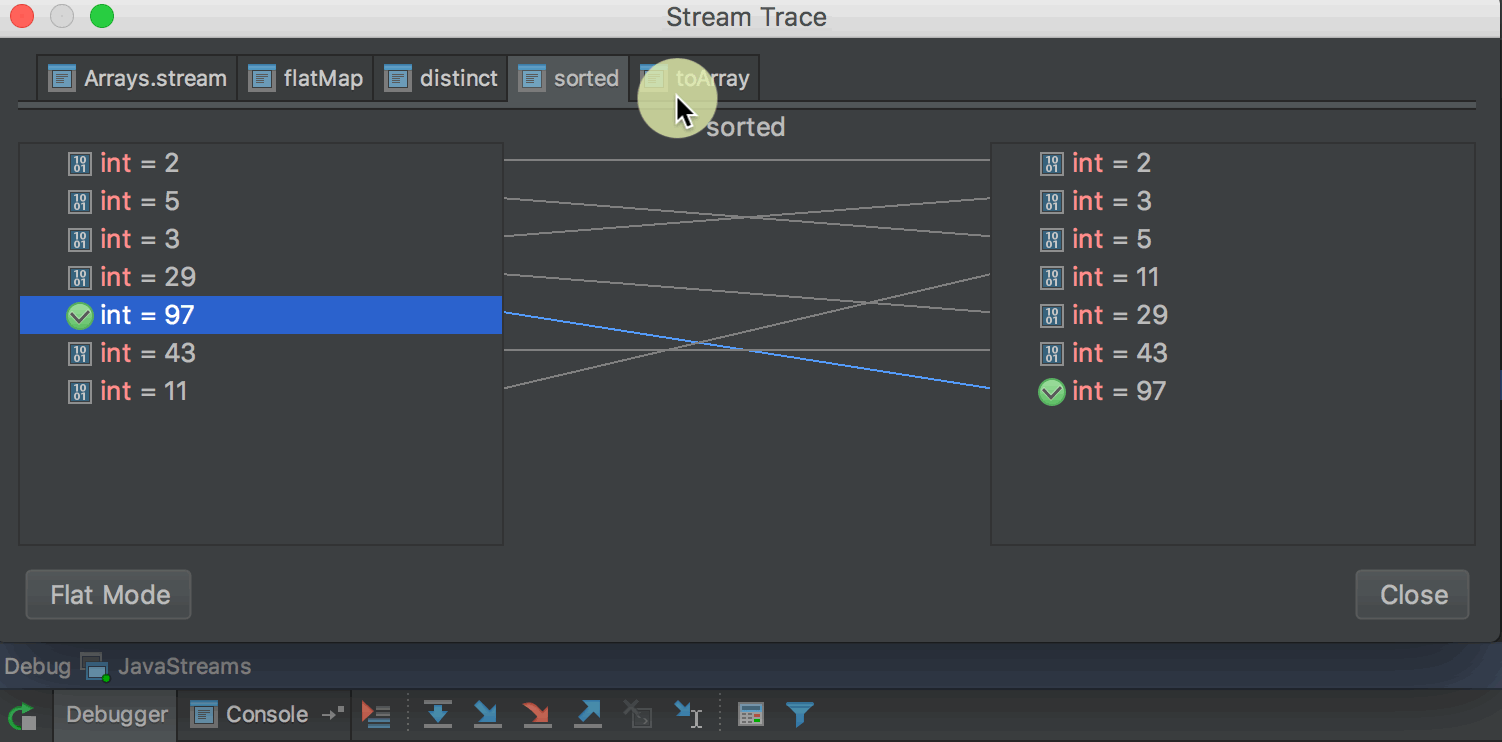 Stream Trace
Arrays.stream flatMap distinct sorted toArray
sorted
int = 2
int = 5
int = 3
int = 29
int = 97
int = 43
int = 11
int = 2
int = 3
int = 5
int = 11
int = 29
int = 43
int = 97
Flat Mode
Close
Debug JavaStreams
Debugger Console